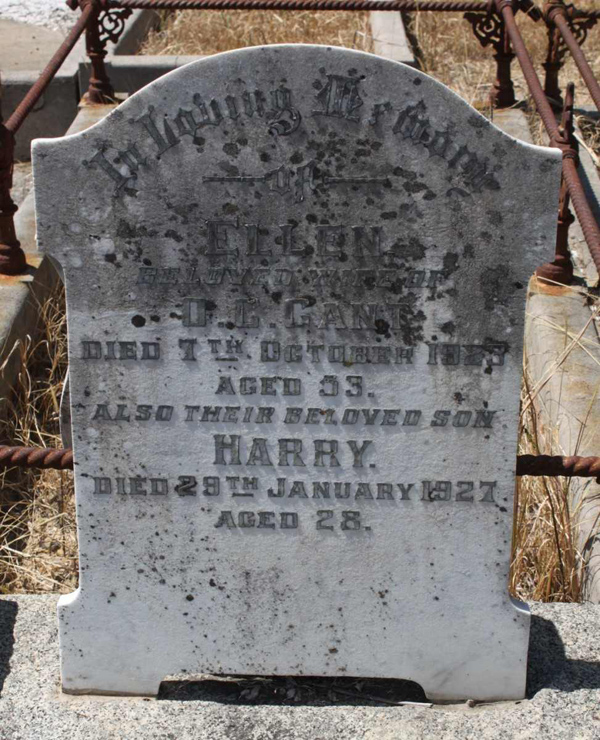 In Loving Memory
of
ELLEN
BELOVED WIFE OF
O. L. GANT
DIED 7TH OCTOBER 1923
AGED 53.
ALSO THEIR BELOVED SON
HARRY.
DIED 29TH JANUARY 1927
AGED 28.